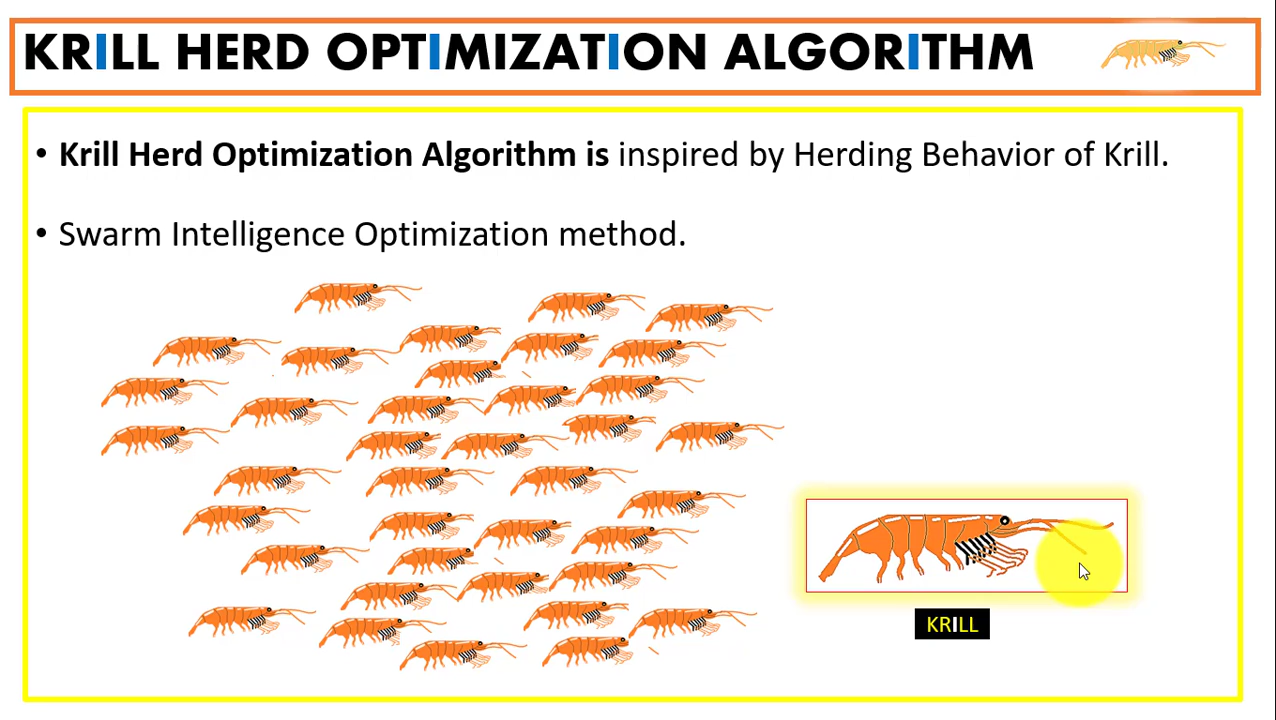 KRILL HERD OPTIMIZATION ALGORITHM
• Krill Herd Optimization Algorithm is inspired by Herding Behavior of Krill.
• Swarm Intelligence Optimization method.
KRILL